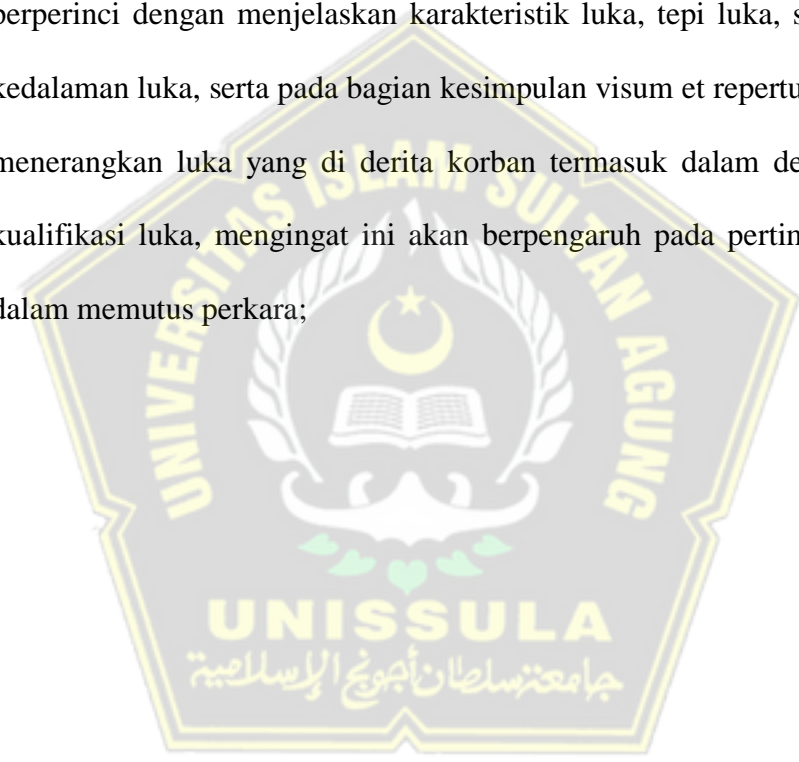 berperinci dengan menjelaskan karakteristik luka, tepi luka, s
kedalaman luka, serta pada bagian kesimpulan visum et repertu
menerangkan luka yang di derita korban termasuk dalam de
kualifikasi luka, mengingat ini akan berpengaruh pada pertin
dalam memutus perkara;
UNIVERSITAS ISLAM SULTAN AGUNG
UNISSULA
جامعة سلطان أجونج الإسلامية